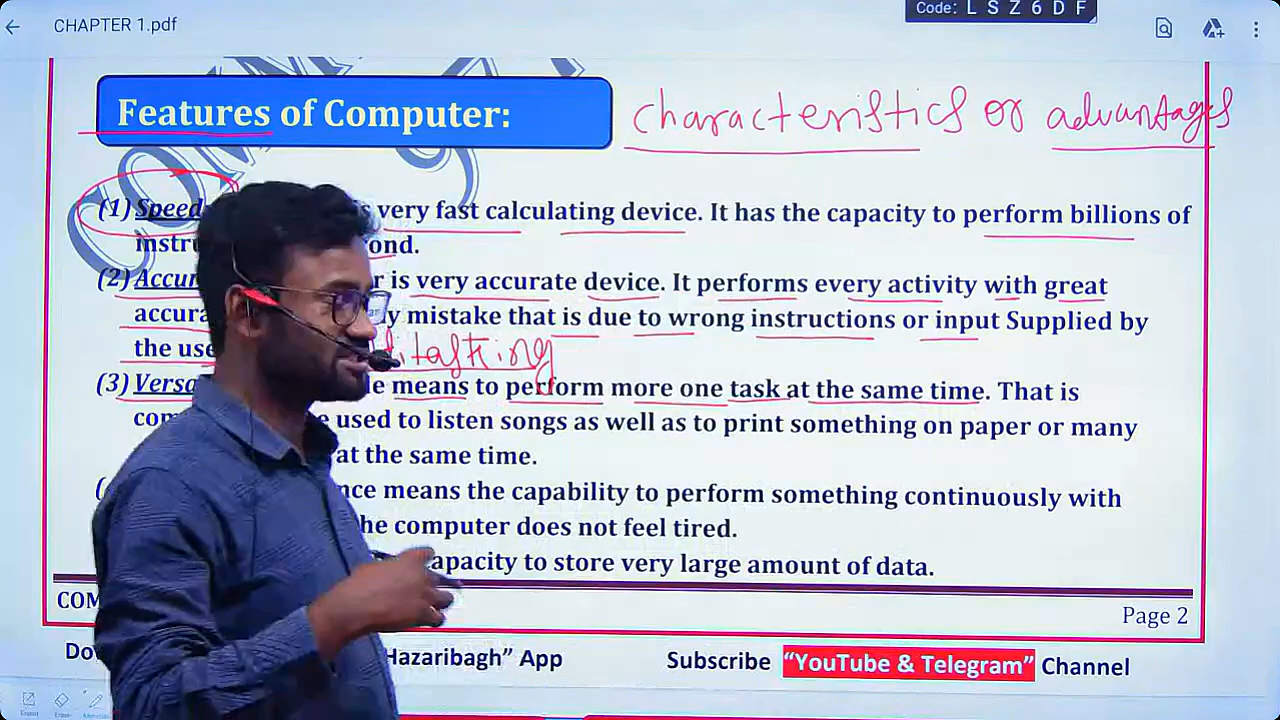 Code: L S Z 6 D F
CHAPTER 1.pdf
Features of Computer: characteristics or advantages
(1) Speed very fast calculating device. It has the capacity to perform billions of
ond.
(2) Accur r is very accurate device. It performs every activity with great
accura y mistake that is due to wrong instructions or input Supplied by
the use titasking
(3) Versa e means to perform more one task at the same time. That is
com e used to listen songs as well as to print something on paper or many
at the same time.
nce means the capability to perform something continuously with
he computer does not feel tired.
apacity to store very large amount of data.
COM
Page 2
Do Hazaribagh” App Subscribe “YouTube & Telegram” Channel